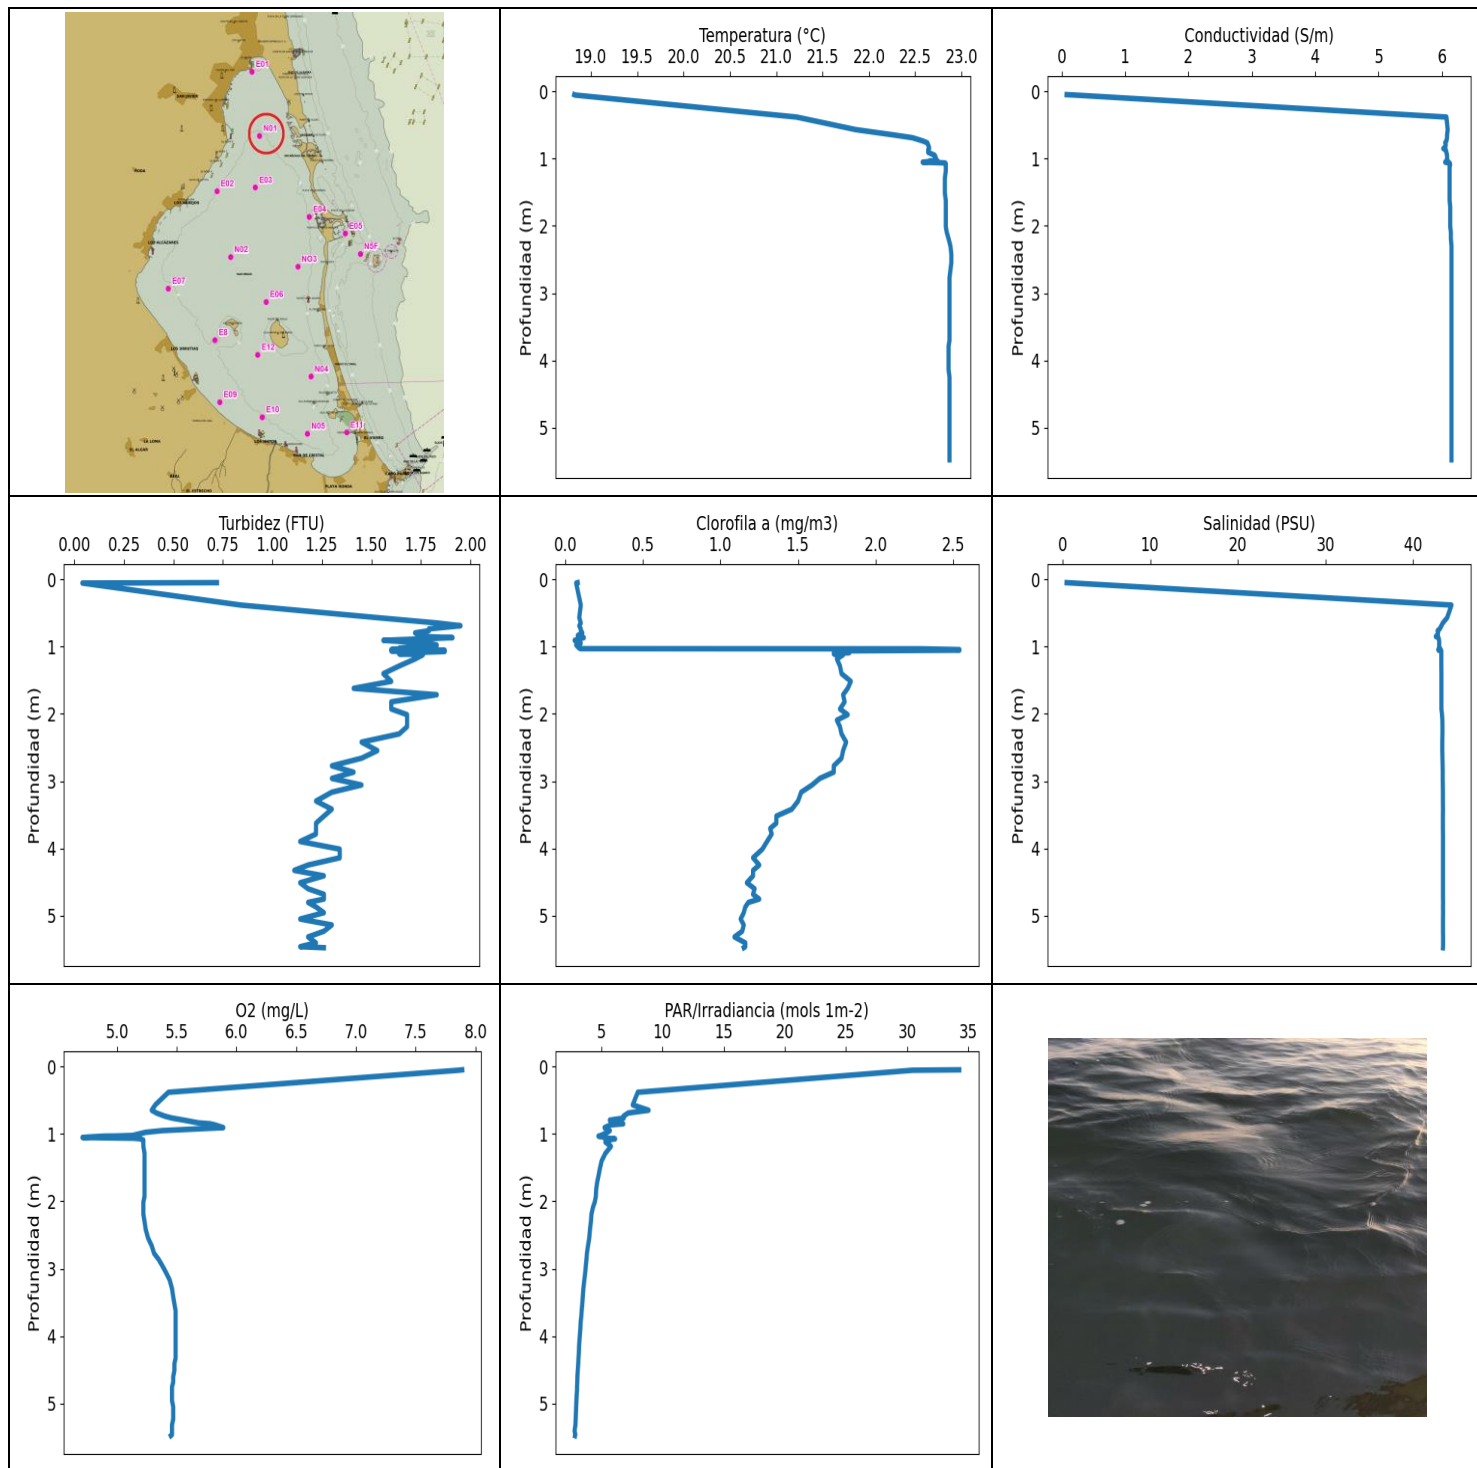 E01
N01
E02
E03
E04
E05
N5F
N02
NO3
E07
E06
E8
E12
N04
E09
E10
N05
E11
Temperatura (°C)
19.0 19.5 20.0 20.5 21.0 21.5 22.0 22.5 23.0
Profundidad (m)
0
1
2
3
4
5
Conductividad (S/m)
0 1 2 3 4 5 6
Profundidad (m)
0
1
2
3
4
5
Turbidez (FTU)
0.00 0.25 0.50 0.75 1.00 1.25 1.50 1.75 2.00
Profundidad (m)
0
1
2
3
4
5
Clorofila a (mg/m3)
0.0 0.5 1.0 1.5 2.0 2.5
Profundidad (m)
0
1
2
3
4
5
Salinidad (PSU)
0 10 20 30 40
Profundidad (m)
0
1
2
3
4
5
O2 (mg/L)
5.0 5.5 6.0 6.5 7.0 7.5 8.0
Profundidad (m)
0
1
2
3
4
5
PAR/Irradiancia (mols 1m-2)
5 10 15 20 25 30 35
Profundidad (m)
0
1
2
3
4
5